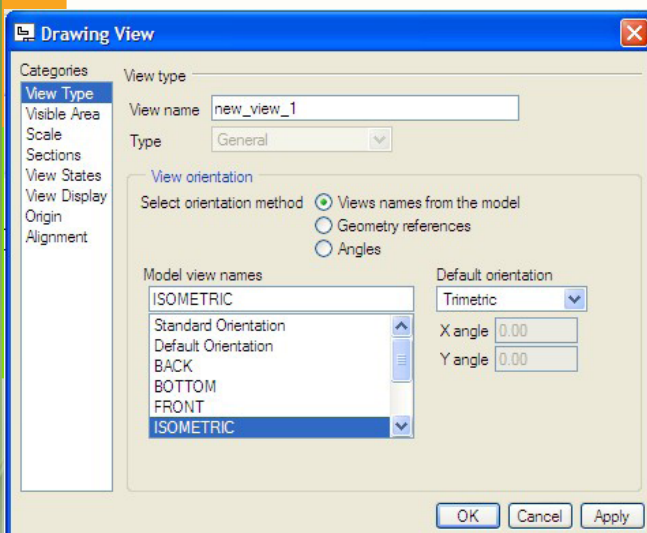 Drawing View
Categories
View Type
Visible Area
Scale
Sections
View States
View Display
Origin
Alignment
View type
View name new_view_1
Type General
View orientation
Select orientation method Views names from the model
Geometry references
Angles
Model view names
ISOMETRIC
Standard Orientation
Default Orientation
BACK
BOTTOM
FRONT
ISOMETRIC
Default orientation
Trimetric
X angle 0.00
Y angle 0.00
OK Cancel Apply